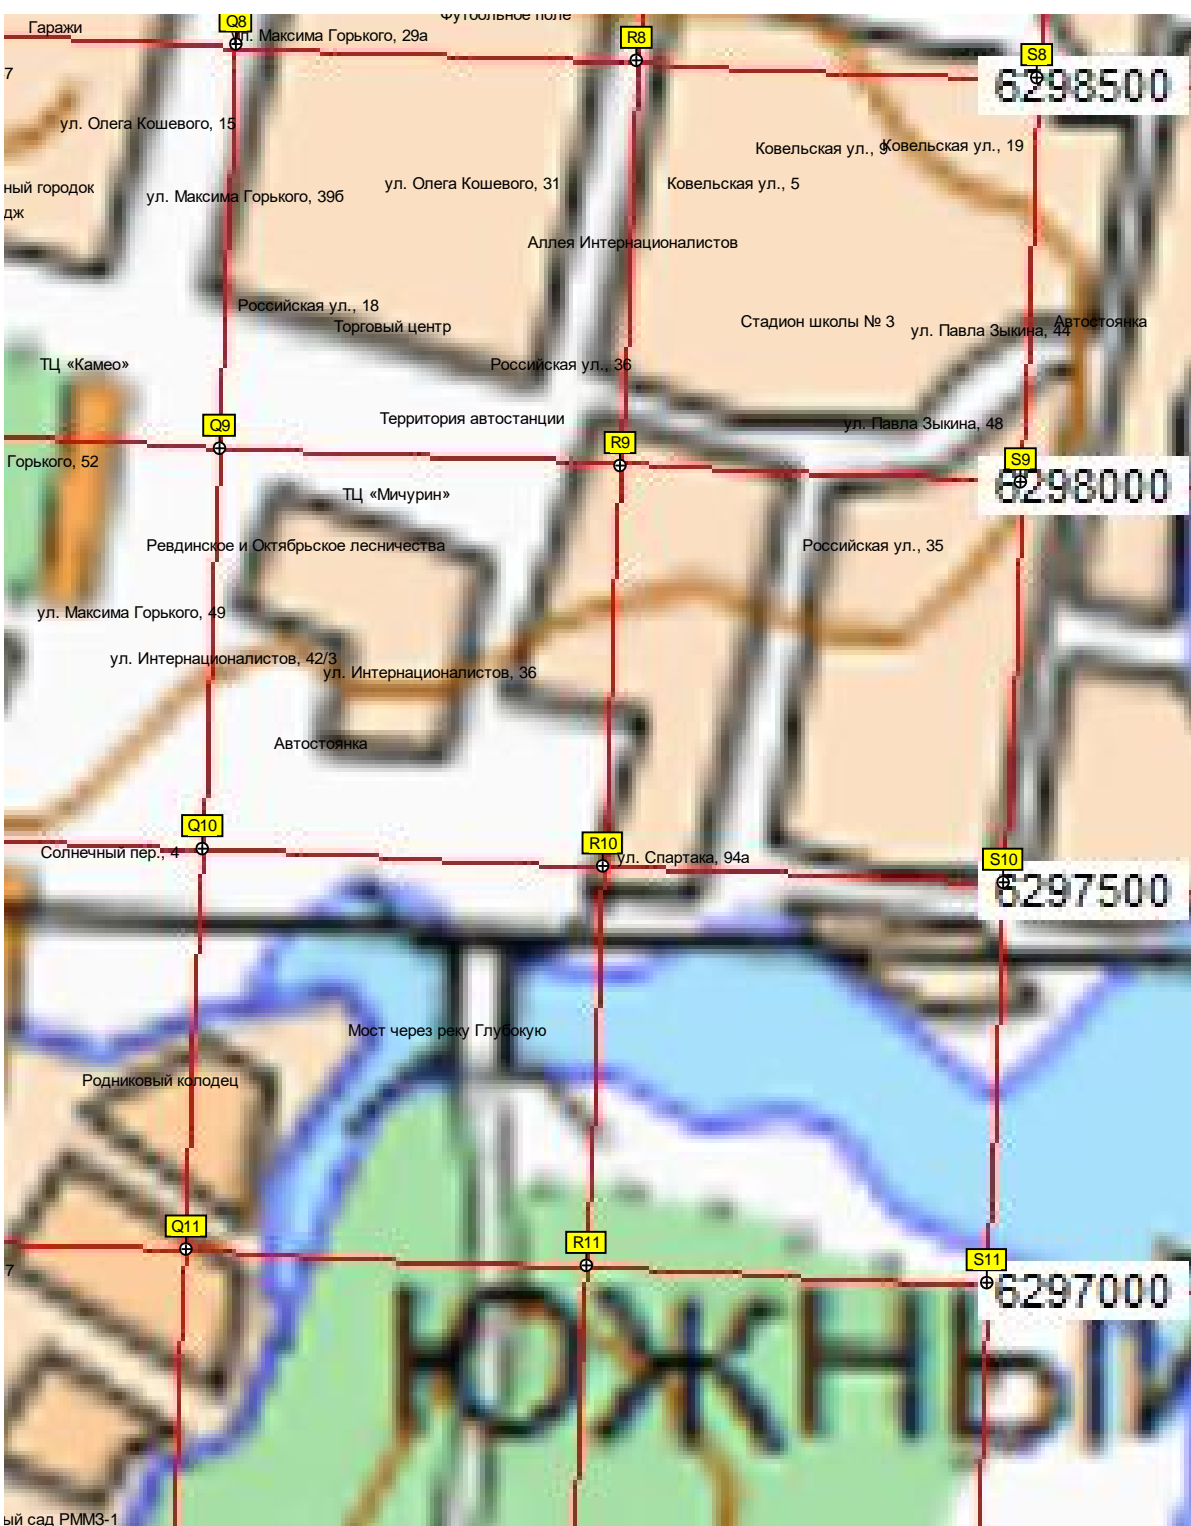 Футбольное поле
Q8
Гаражи
Максима Горького, 29а
R8
S8
7
6298500
ул. Олега Кошевого, 15
Ковельская ул., 9
Ковельская ул., 19
ный городок
ул. Максима Горького, 39б
ул. Олега Кошевого, 31
Ковельская ул., 5
дж
Аллея Интернационалистов
Российская ул., 18
Торговый центр
Стадион школы № 3
ул. Павла Зыкина, 44
Автостоянка
ТЦ «Камео»
Российская ул., 36
Территория автостанции
Q9
ул. Павла Зыкина, 48
R9
S9
Горького, 52
6298000
ТЦ «Мичурин»
Ревдинское и Октябрьское лесничества
Российская ул., 35
ул. Максима Горького, 49
ул. Интернационалистов, 42/3
ул. Интернационалистов, 36
Автостоянка
Q10
R10
Солнечный пер., 4
ул. Спартака, 94а
S10
6297500
Мост через реку Глубокую
Родниковый колодец
Q11
R11
S11
7
6297000
ЮЖНЫЙ
ый сад РММЗ-1